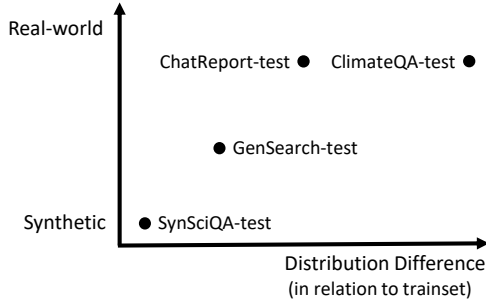 Real-world
ChatReport-test
ClimateQA-test
GenSearch-test
Synthetic
SynSciQA-test
Distribution Difference
(in relation to trainset)